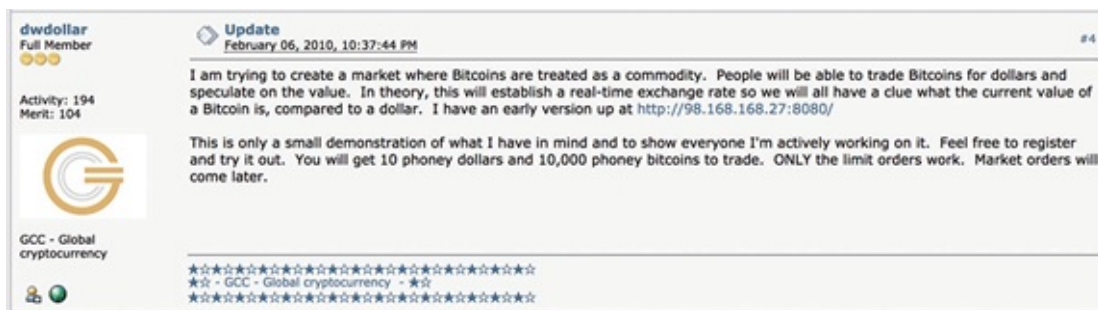 dwdollar
Full Member
Activity: 194
Merit: 104
GCC - Global
cryptocurrency
Update
February 06, 2010, 10:37:44 PM
#4
I am trying to create a market where Bitcoins are treated as a commodity. People will be able to trade Bitcoins for dollars and
speculate on the value. In theory, this will establish a real-time exchange rate so we will all have a clue what the current value of
a Bitcoin is, compared to a dollar. I have an early version up at http://98.168.168.27:8080/
This is only a small demonstration of what I have in mind and to show everyone I'm actively working on it. Feel free to register
and try it out. You will get 10 phoney dollars and 10,000 phoney bitcoins to trade. ONLY the limit orders work. Market orders will
come later.
★☆★☆★☆★☆★☆★☆★☆★☆★☆★☆★☆★☆★☆★☆★☆
★☆ - GCC - Global cryptocurrency - ★☆
★☆★☆★☆★☆★☆★☆★☆★☆★☆★☆★☆★☆★☆★☆★☆